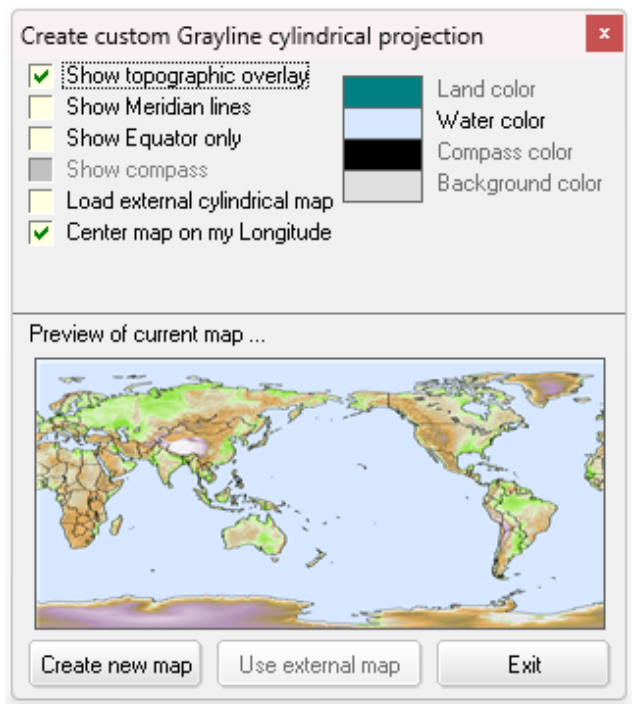 Create custom Grayline cylindrical projection
x
Show topographic overlay
Show Meridian lines
Show Equator only
Show compass
Load external cylindrical map
Center map on my Longitude
Land color
Water color
Compass color
Background color
Preview of current map ...
Create new map
Use external map
Exit